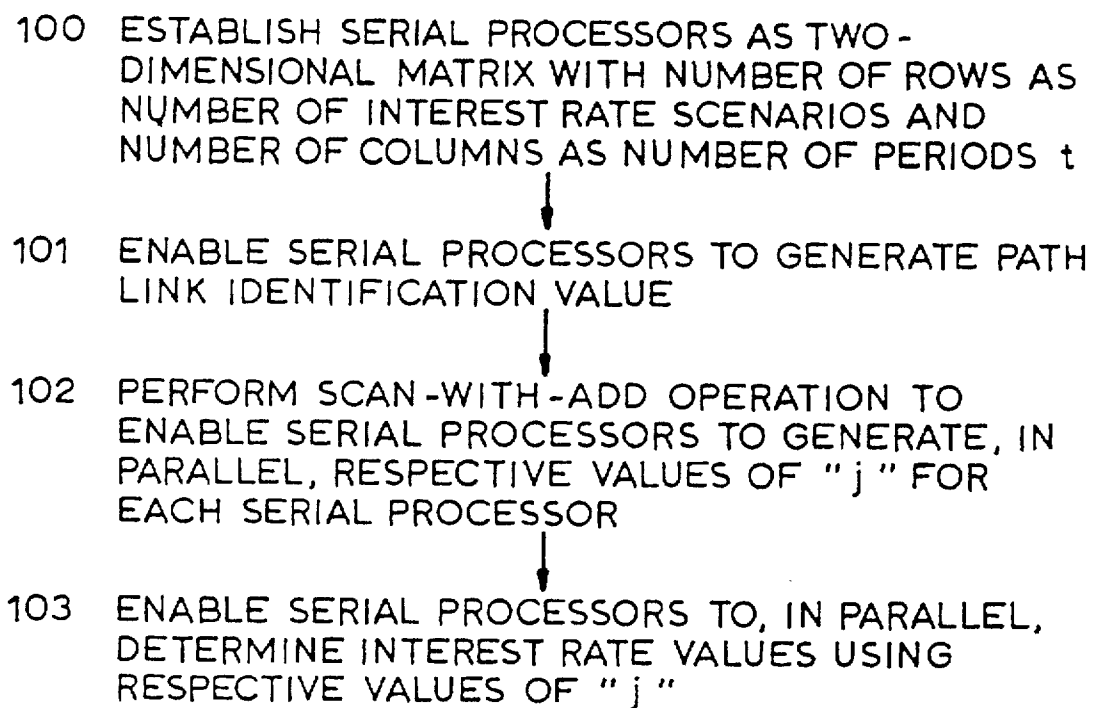 100 ESTABLISH SERIAL PROCESSORS AS TWO-
DIMENSIONAL MATRIX WITH NUMBER OF ROWS AS
NUMBER OF INTEREST RATE SCENARIOS AND
NUMBER OF COLUMNS AS NUMBER OF PERIODS t
101 ENABLE SERIAL PROCESSORS TO GENERATE PATH
LINK IDENTIFICATION VALUE
102 PERFORM SCAN-WITH-ADD OPERATION TO
ENABLE SERIAL PROCESSORS TO GENERATE, IN
PARALLEL, RESPECTIVE VALUES OF "j" FOR
EACH SERIAL PROCESSOR
103 ENABLE SERIAL PROCESSORS TO, IN PARALLEL,
DETERMINE INTEREST RATE VALUES USING
RESPECTIVE VALUES OF "j"